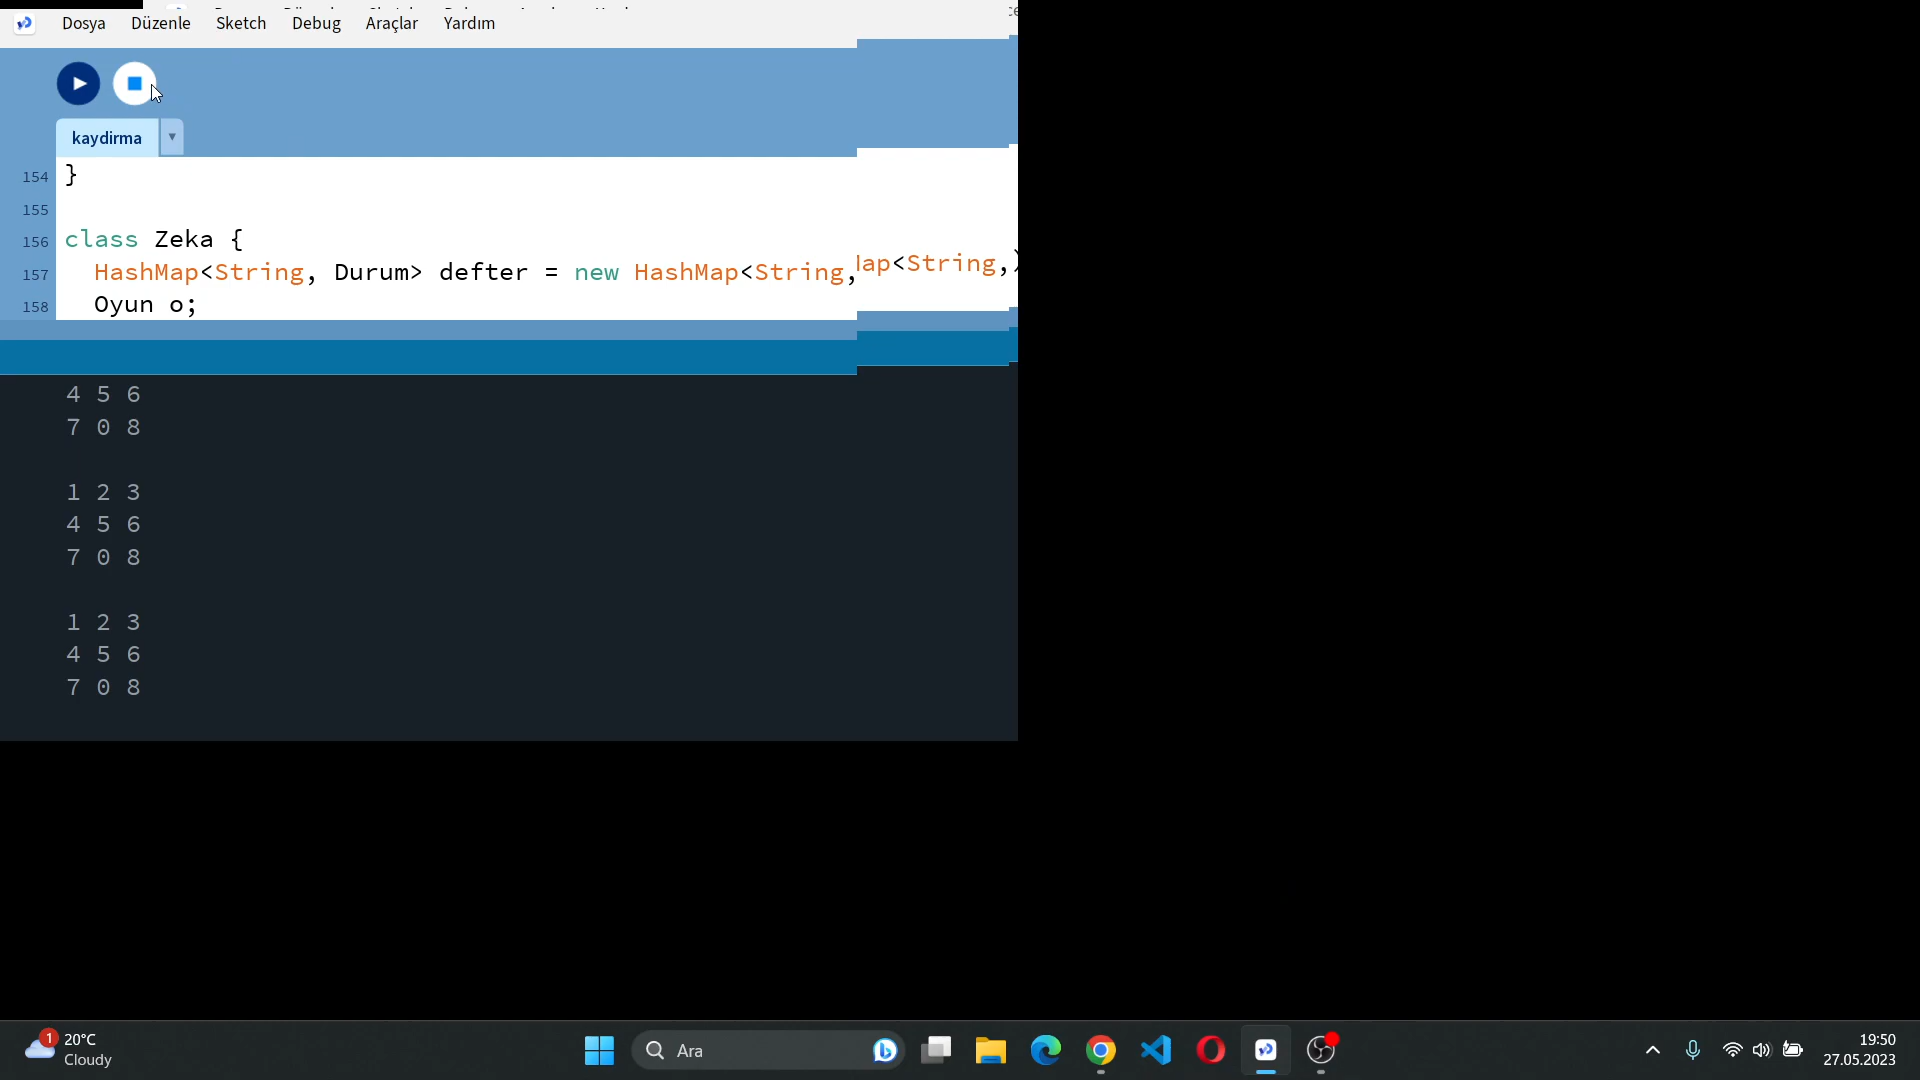 Dosya Düzenle Sketch Debug Araçlar Yardım
kaydirma
154 }
155
156 class Zeka {
157 HashMap<String, Durum> defter = new HashMap<String,
Map<String,
158 Oyun o;
4 5 6
7 0 8
1 2 3
4 5 6
7 0 8
1 2 3
4 5 6
7 0 8
1
20°C
Cloudy
Ara
19:50
27.05.2023